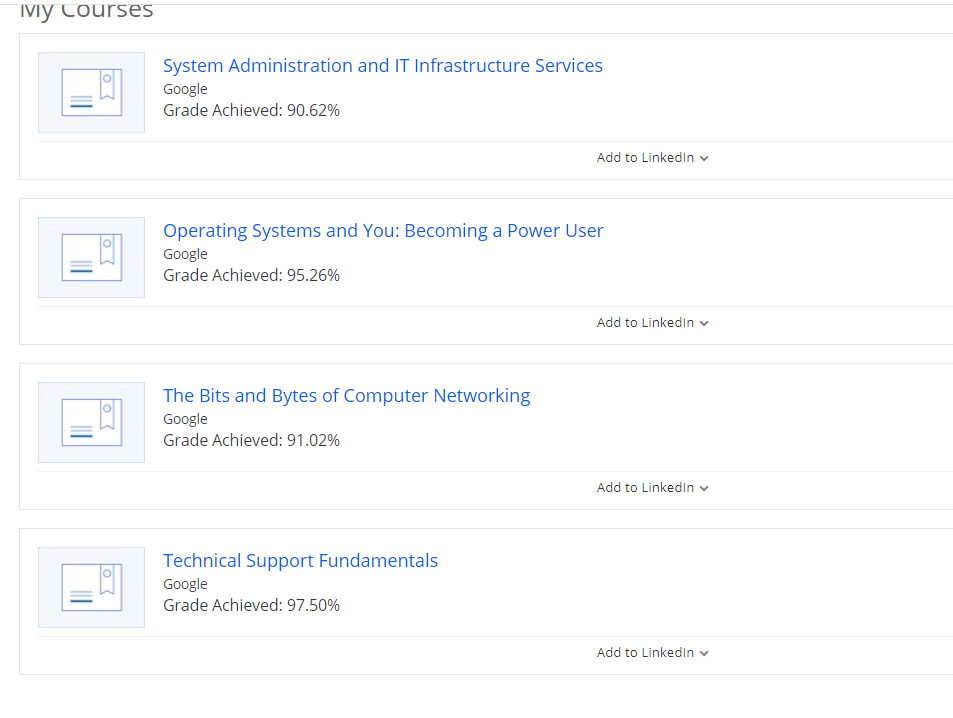 My Courses
System Administration and IT Infrastructure Services
Google
Grade Achieved: 90.62%
Add to LinkedIn
Operating Systems and You: Becoming a Power User
Google
Grade Achieved: 95.26%
Add to LinkedIn
The Bits and Bytes of Computer Networking
Google
Grade Achieved: 91.02%
Add to LinkedIn
Technical Support Fundamentals
Google
Grade Achieved: 97.50%
Add to LinkedIn